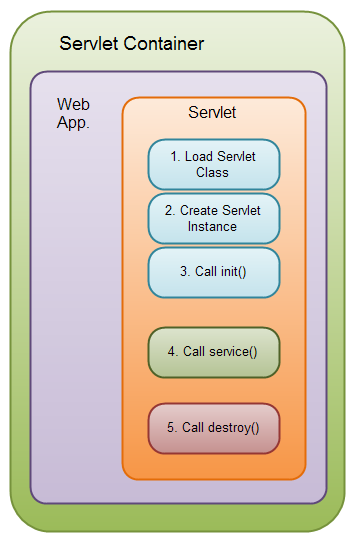 Servlet Container
Web
App.
Servlet
1. Load Servlet
Class
2. Create Servlet
Instance
3. Call init()
4. Call service()
5. Call destroy()